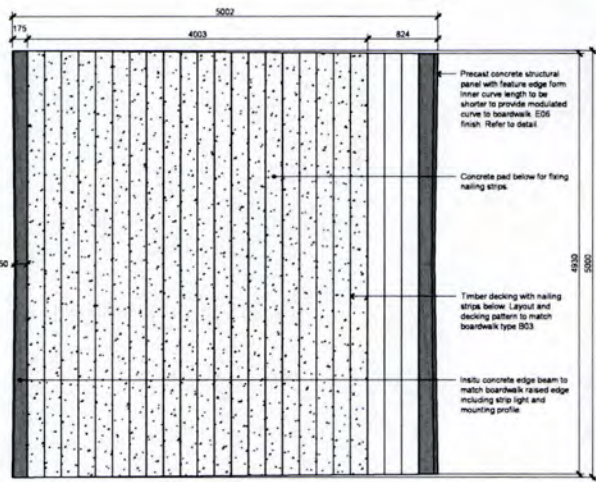 5002
175
4003
824
Precast concrete structural
panel with feature edge form
Inner curve length to be
shorter to provide modulated
curve to boardwalk. E06
finish. Refer to detail
Concrete pad below for fixing
nailing strips.
50
4930
5000
Timber decking with nailing
strips below. Layout and
decking pattern to match
boardwalk type B03
Insitu concrete edge beam to
match boardwalk raised edge
including strip light and
mounting profile.